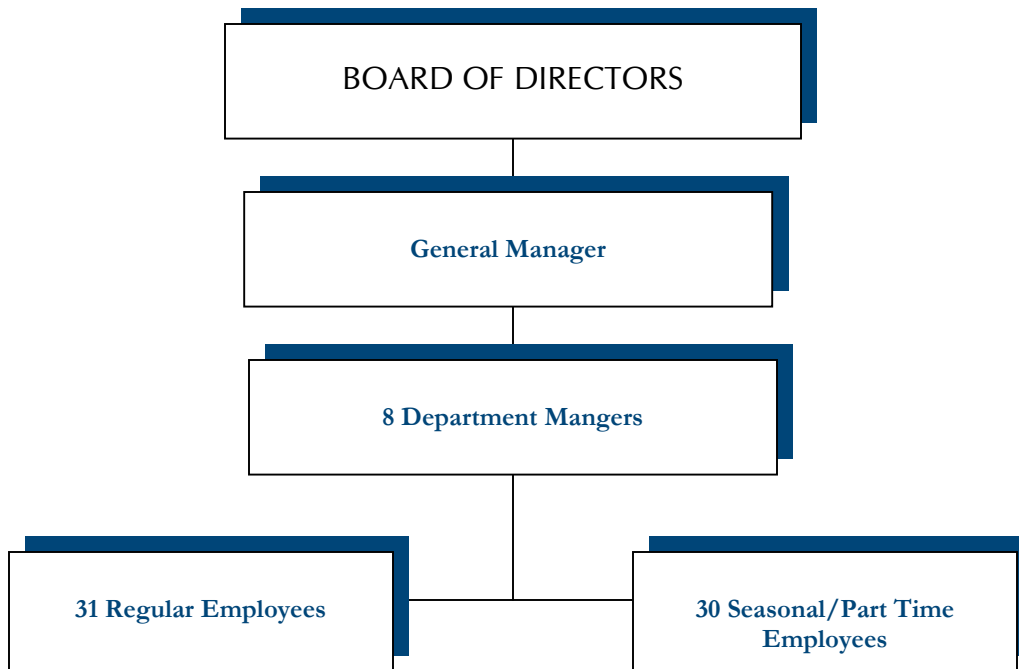 BOARD OF DIRECTORS
General Manager
8 Department Mangers
31 Regular Employees
30 Seasonal/Part Time
Employees